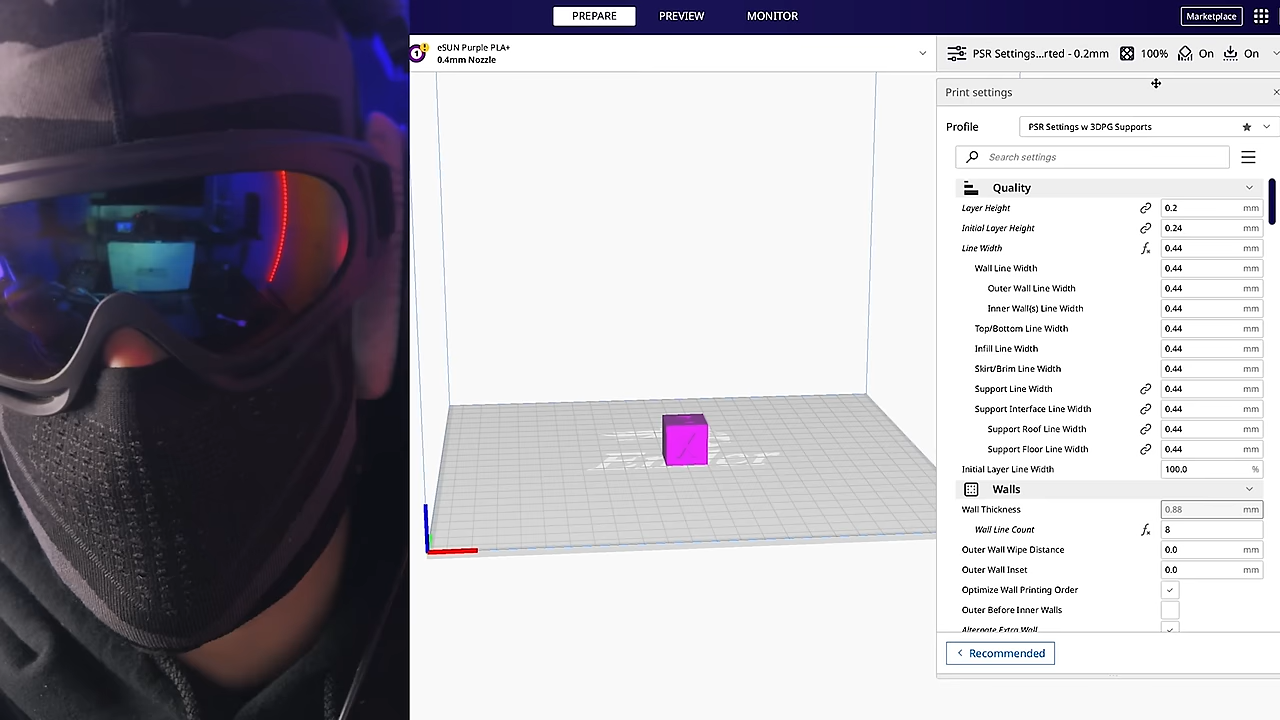 PREPARE PREVIEW MONITOR Marketplace
1 eSUN Purple PLA+
0.4mm Nozzle
PSR Settings...rted - 0.2mm 100% On On
Print settings
Profile PSR Settings w 3DPG Supports
Search settings
Quality
Layer Height 0.2 mm
Initial Layer Height 0.24 mm
Line Width 0.44 mm
Wall Line Width 0.44 mm
Outer Wall Line Width 0.44 mm
Inner Wall(s) Line Width 0.44 mm
Top/Bottom Line Width 0.44 mm
Infill Line Width 0.44 mm
Skirt/Brim Line Width 0.44 mm
Support Line Width 0.44 mm
Support Interface Line Width 0.44 mm
Support Roof Line Width 0.44 mm
Support Floor Line Width 0.44 mm
Initial Layer Line Width 100.0 %
Walls
Wall Thickness 0.88 mm
Wall Line Count 8
Outer Wall Wipe Distance 0.0 mm
Outer Wall Inset 0.0 mm
Optimize Wall Printing Order
Outer Before Inner Walls
Alternate Extra Wall
Recommended